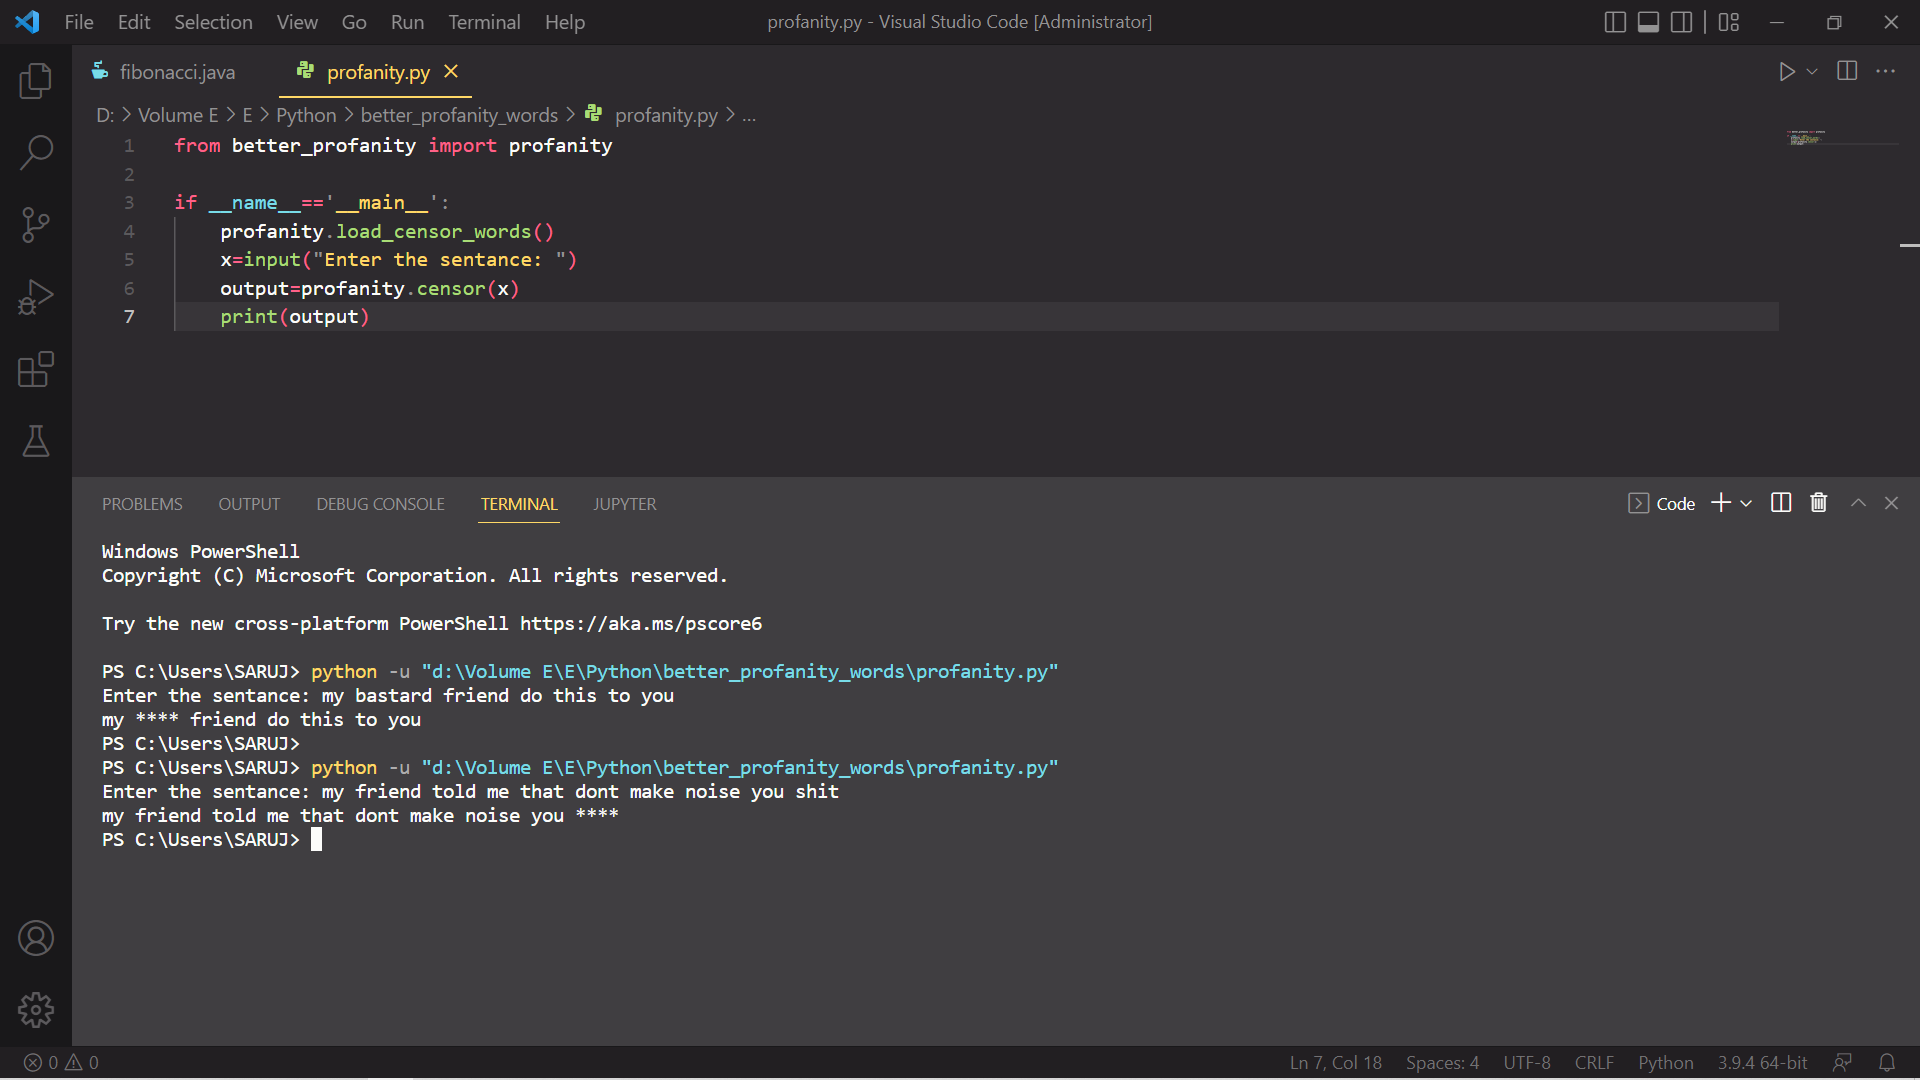 File Edit Selection View Go Run Terminal Help profanity.py - Visual Studio Code [Administrator]
fibonacci.java profanity.py
D: > Volume E > E > Python > better_profanity_words > profanity.py > ...
1 from better_profanity import profanity
2
3 if __name__=='__main__':
4 profanity.load_censor_words()
5 x=input("Enter the sentance: ")
6 output=profanity.censor(x)
7 print(output)
PROBLEMS OUTPUT DEBUG CONSOLE TERMINAL JUPYTER Code
Windows PowerShell
Copyright (C) Microsoft Corporation. All rights reserved.
Try the new cross-platform PowerShell https://aka.ms/pscore6
PS C:\Users\SARUJ> python -u "d:\Volume E\E\Python\better_profanity_words\profanity.py"
Enter the sentance: my bastard friend do this to you
my **** friend do this to you
PS C:\Users\SARUJ>
PS C:\Users\SARUJ> python -u "d:\Volume E\E\Python\better_profanity_words\profanity.py"
Enter the sentance: my friend told me that dont make noise you shit
my friend told me that dont make noise you ****
PS C:\Users\SARUJ>
0 0 Ln 7, Col 18 Spaces: 4 UTF-8 CRLF Python 3.9.4 64-bit